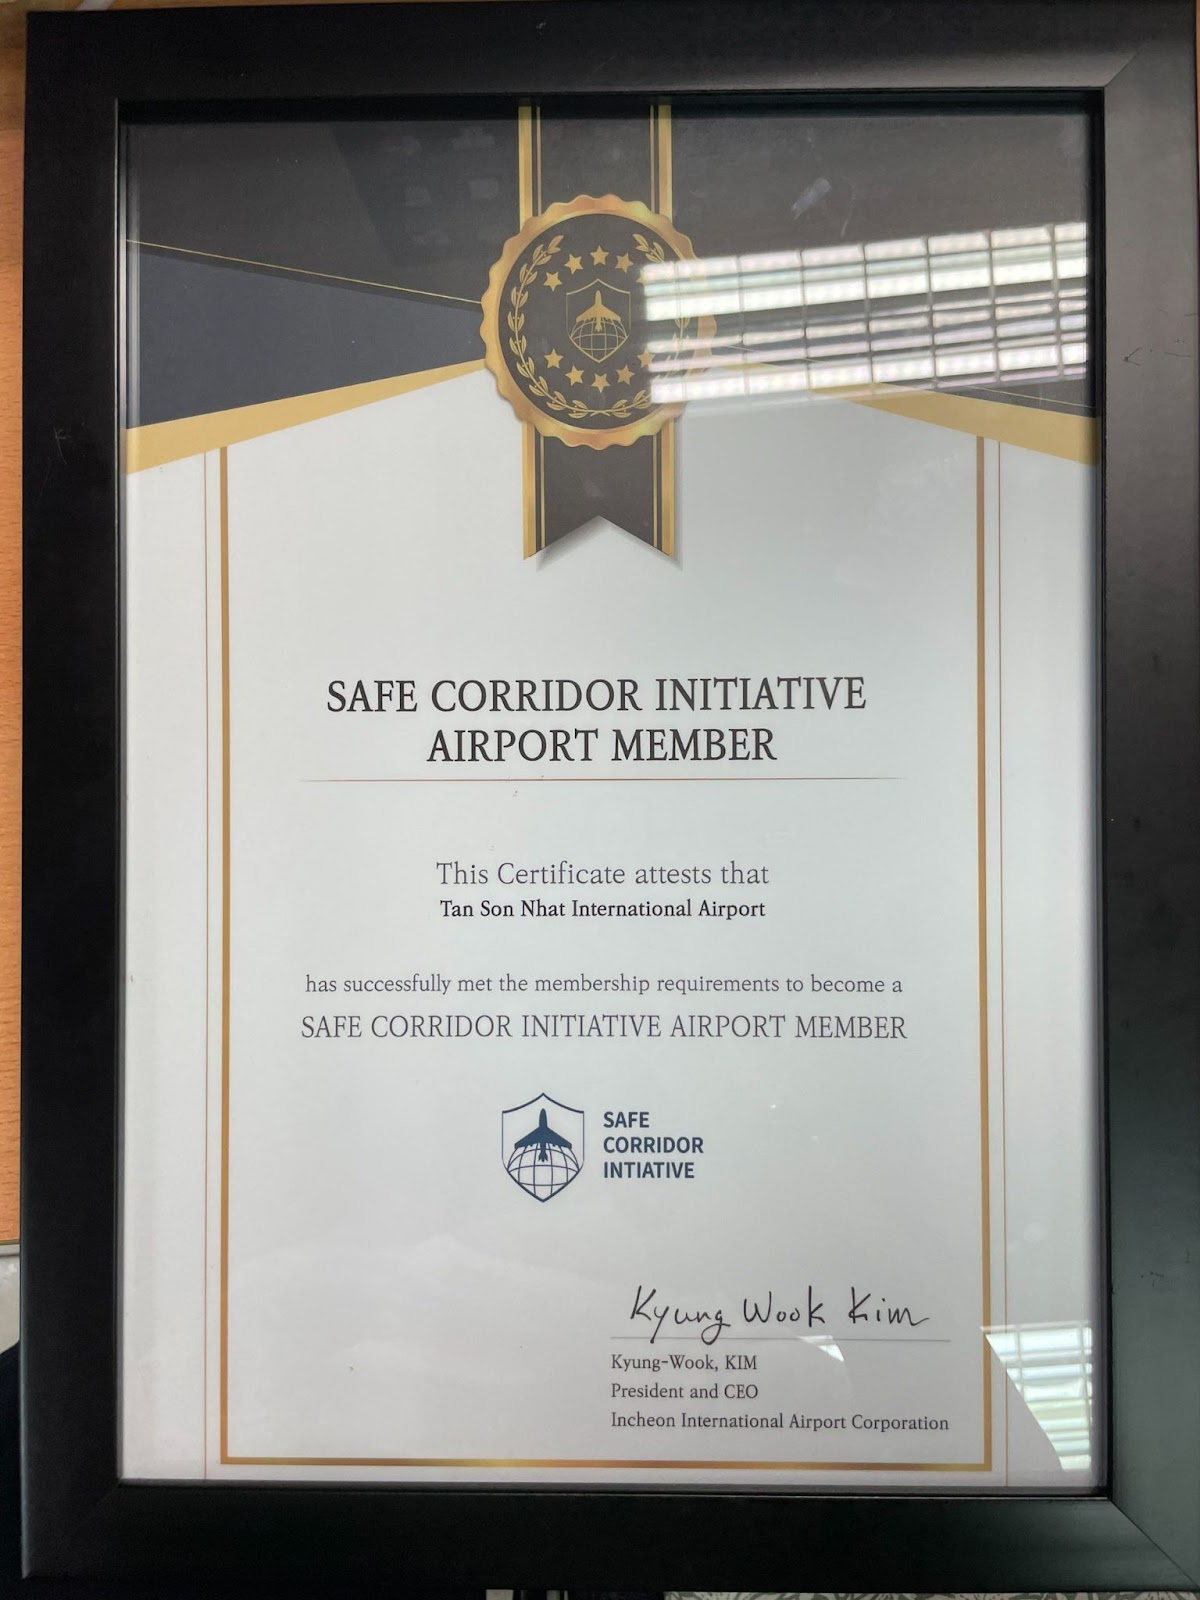 SAFE CORRIDOR INITIATIVE
AIRPORT MEMBER
This Certificate attests that
Tan Son Nhat International Airport
has successfully met the membership requirements to become a
SAFE CORRIDOR INITIATIVE AIRPORT MEMBER
SAFE
CORRIDOR
INTIATIVE
Kyung Wook Kim
Kyung-Wook, KIM
President and CEO
Incheon International Airport Corporation